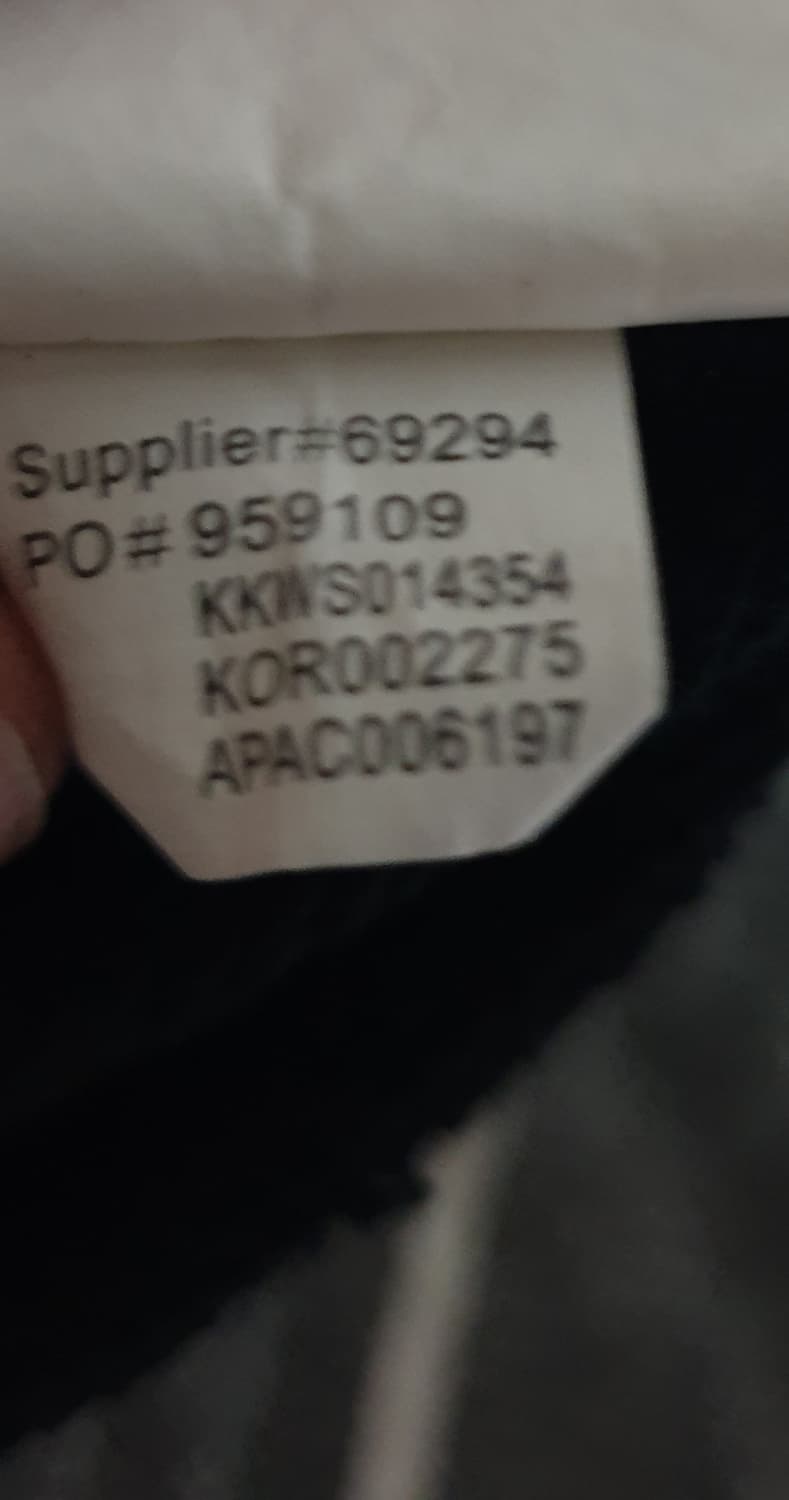 Supplier#69294
PO# 959109
KKWS014354
KOR002275
APAC006197